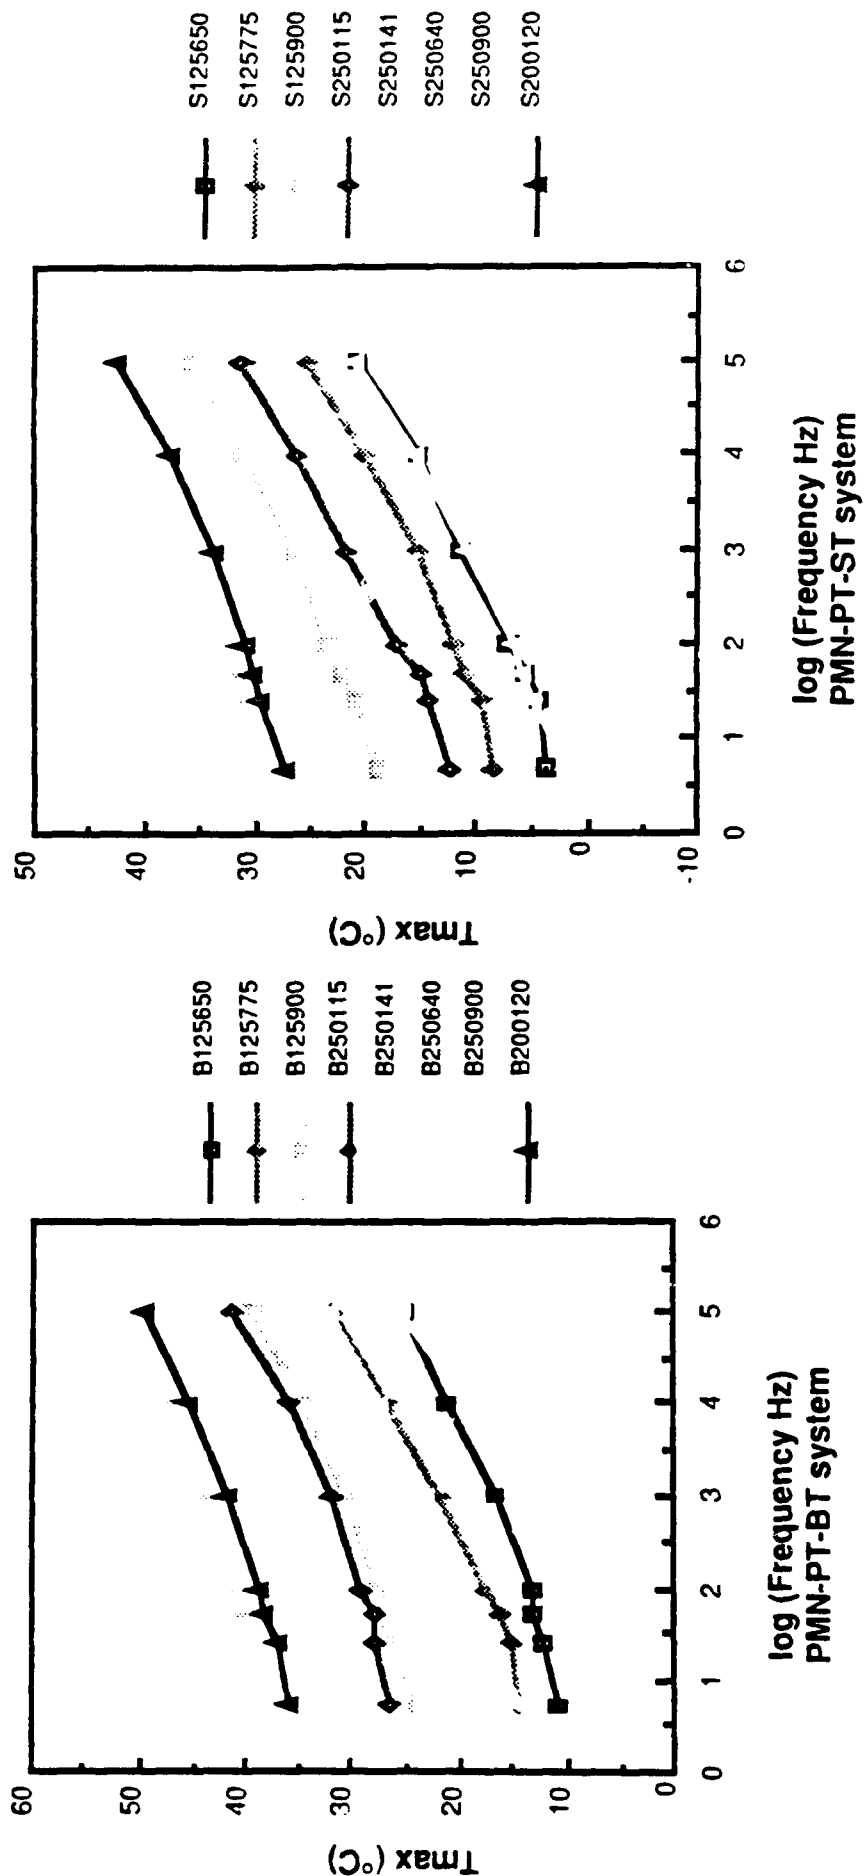 60
50
40
30
20
10
0
Tmax (°C)
0 1 2 3 4 5 6
log (Frequency Hz)
PMN-PT-BT system
B125650
B125775
B125900
B250115
B250141
B250640
B250900
B200120
50
40
30
20
10
0
-10
Tmax (°C)
0 1 2 3 4 5 6
log (Frequency Hz)
PMN-PT-ST system
S125650
S125775
S125900
S250115
S250141
S250640
S250900
S200120